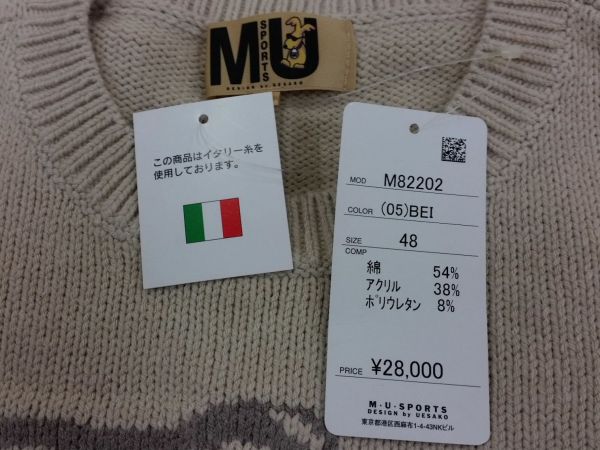 MU
SPORTS
DESIGN by UESAKO
この商品はイタリー糸を
使用しております。
MOD M82202
COLOR (05)BEI
SIZE 48
COMP
綿 54%
アクリル 38%
ポリウレタン 8%
PRICE ¥28,000
M・U・SPORTS
DESIGN by UESAKO
東京都港区西麻布1-4-43NKビル